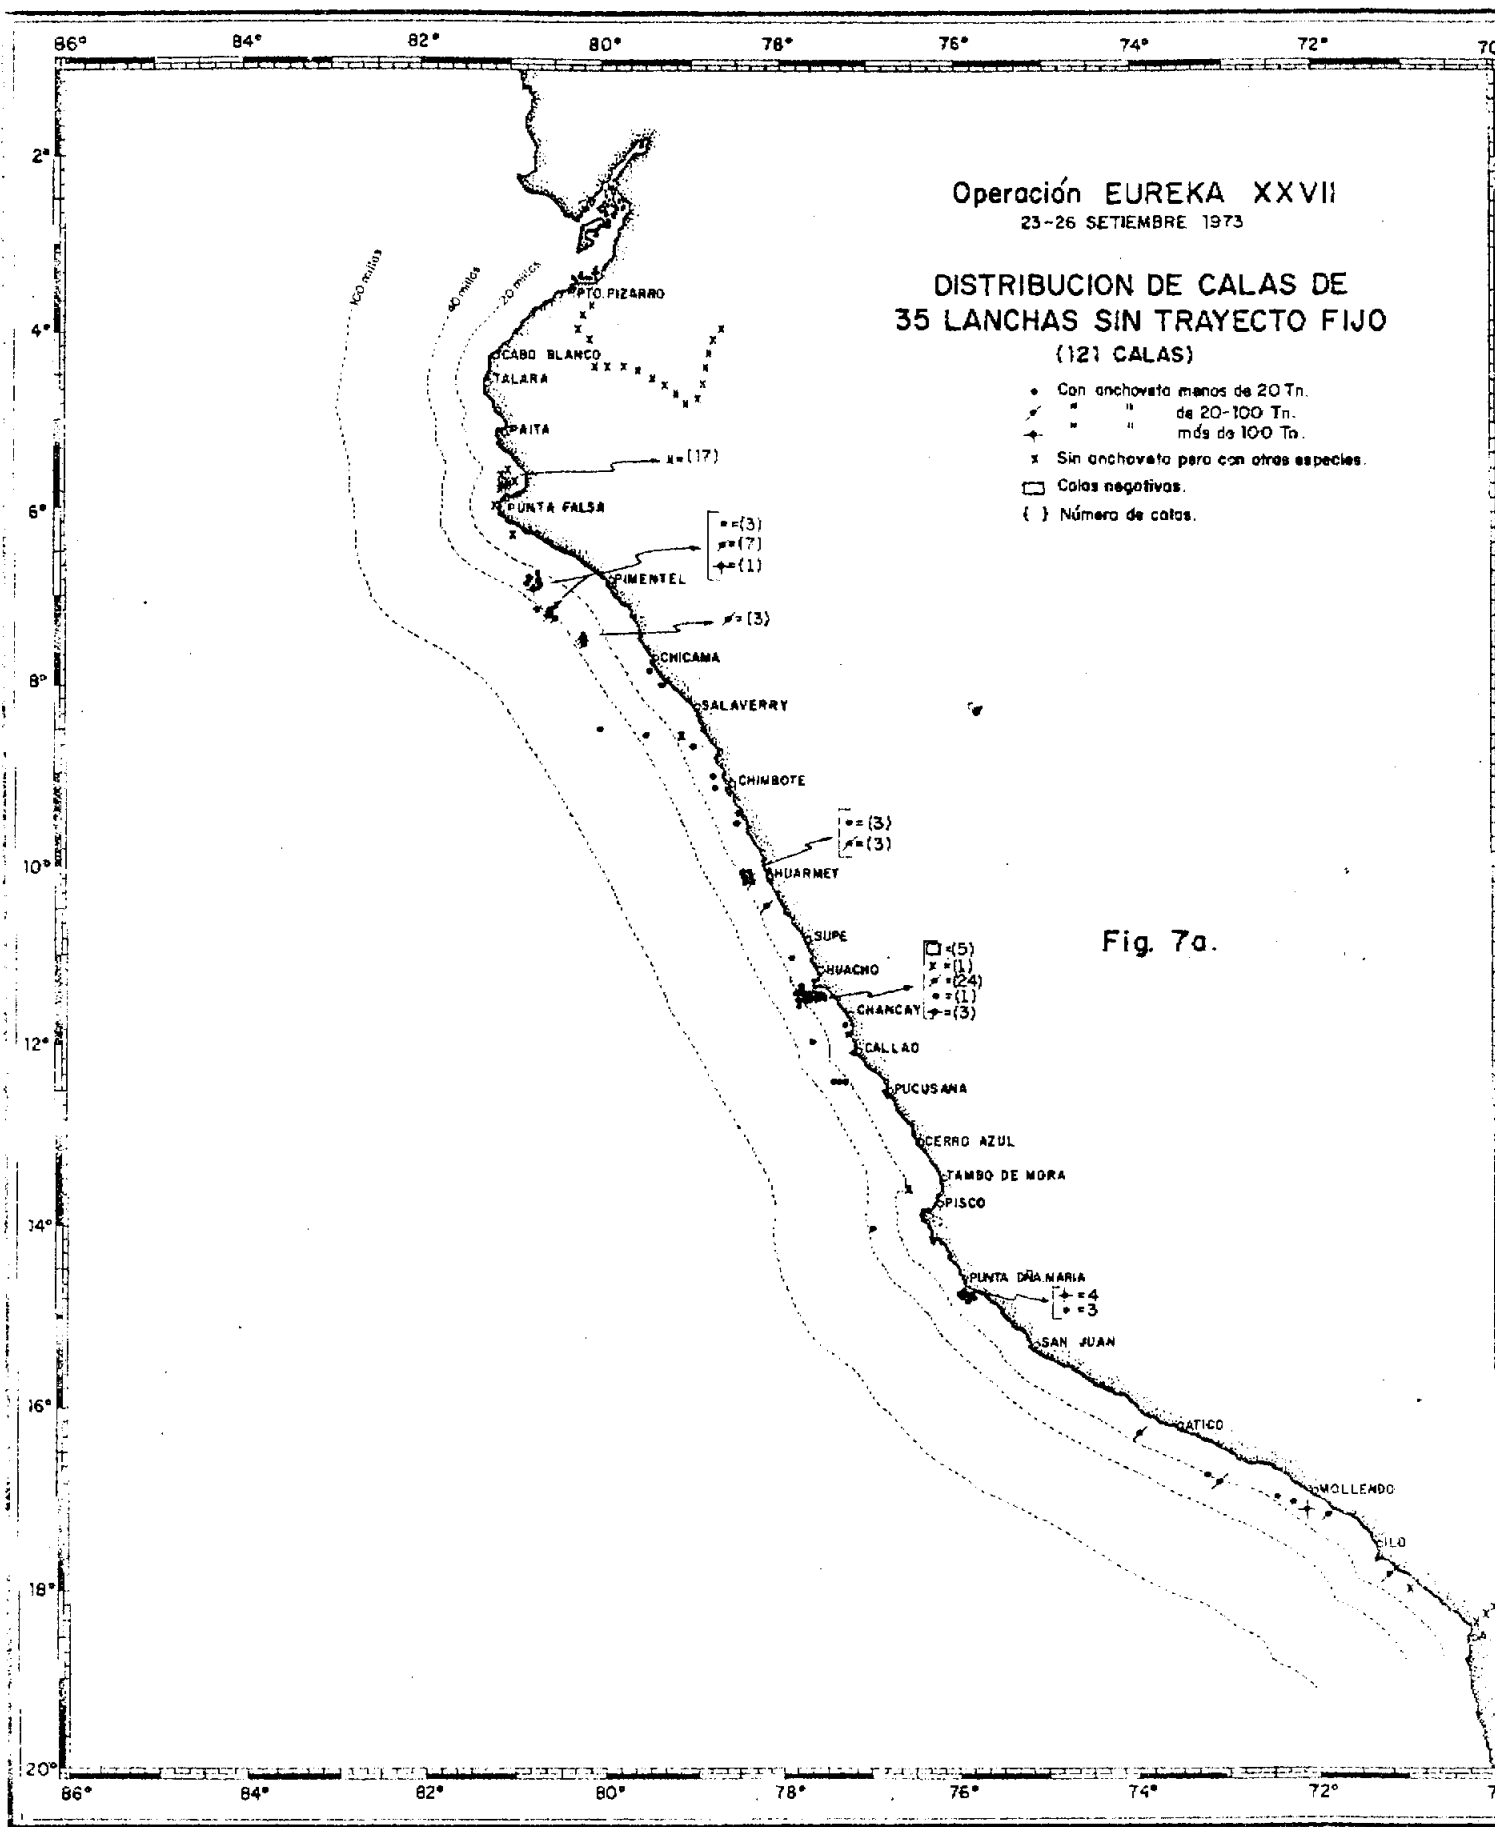 86° 84° 82° 80° 78° 76° 74° 72° 70
2°
4°
6°
8°
10°
12°
14°
16°
18°
20°
Operación EUREKA XXVII
23-26 SETIEMBRE 1973
DISTRIBUCION DE CALAS DE
35 LANCHAS SIN TRAYECTO FIJO
(121 CALAS)
• Con anchoveta menos de 20 Tn.
" " de 20-100 Tn.
" " más de 100 Tn.
x Sin anchoveta pero con otras especies.
Calas negativas.
( ) Número de calas.
100 millas
40 millas
20 millas
PTO. PIZARRO
CABO BLANCO
TALARA
PAITA
x=(17)
PUNTA FALSA
•=(3)
=(7)
=(1)
PIMENTEL
=(3)
CHICAMA
SALAVERRY
CHIMBOTE
•=(3)
=(3)
HUARMEY
SUPE
Fig. 7a.
HUACHO
=(5)
x=(1)
=(24)
•=(1)
=(3)
CHANCAY
CALLAO
PUCUSANA
CERRO AZUL
TAMBO DE MORA
PISCO
PUNTA DÑA. MARIA
=4
•=3
SAN JUAN
ATICO
MOLLENDO
ILO
A
86° 84° 82° 80° 78° 76° 74° 72° 7